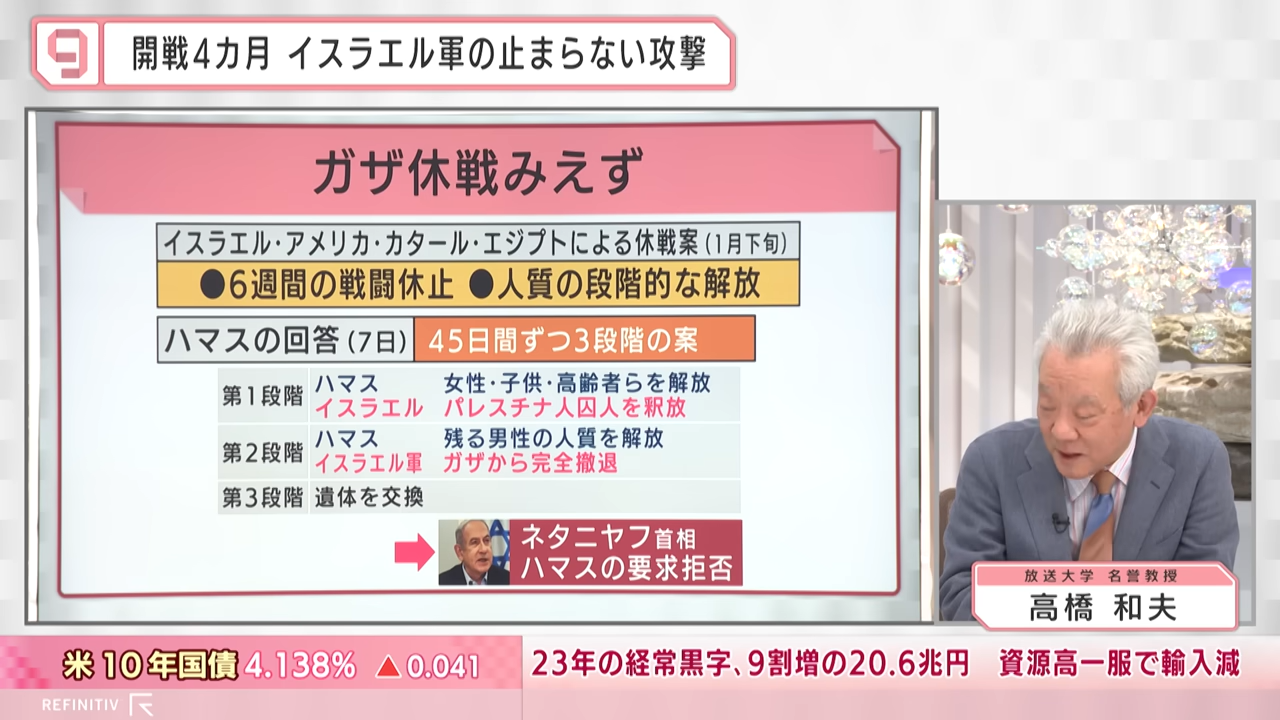 9
開戦4カ月 イスラエル軍の止まらない攻撃
ガザ休戦みえず
イスラエル・アメリカ・カタール・エジプトによる休戦案(1月下旬)
●6週間の戦闘休止 ●人質の段階的な解放
ハマスの回答(7日) 45日間ずつ3段階の案
第1段階 ハマス 女性・子供・高齢者らを解放
イスラエル パレスチナ人囚人を釈放
第2段階 ハマス 残る男性の人質を解放
イスラエル軍 ガザから完全撤退
第3段階 遺体を交換
ネタニヤフ首相
ハマスの要求拒否
放送大学 名誉教授
高橋 和夫
米10年国債 4.138% ▲0.041
23年の経常黒字、9割増の20.6兆円 資源高一服で輸入減
REFINITIV